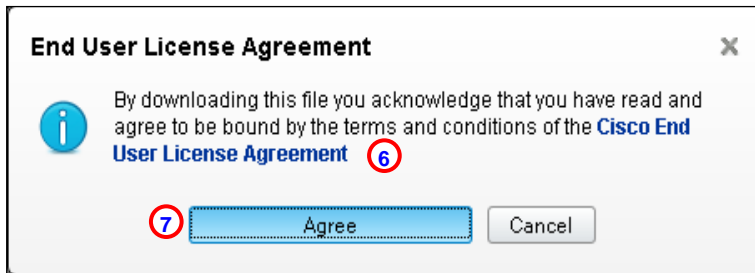 End User License Agreement
By downloading this file you acknowledge that you have read and
agree to be bound by the terms and conditions of the Cisco End
User License Agreement 6
7 Agree Cancel